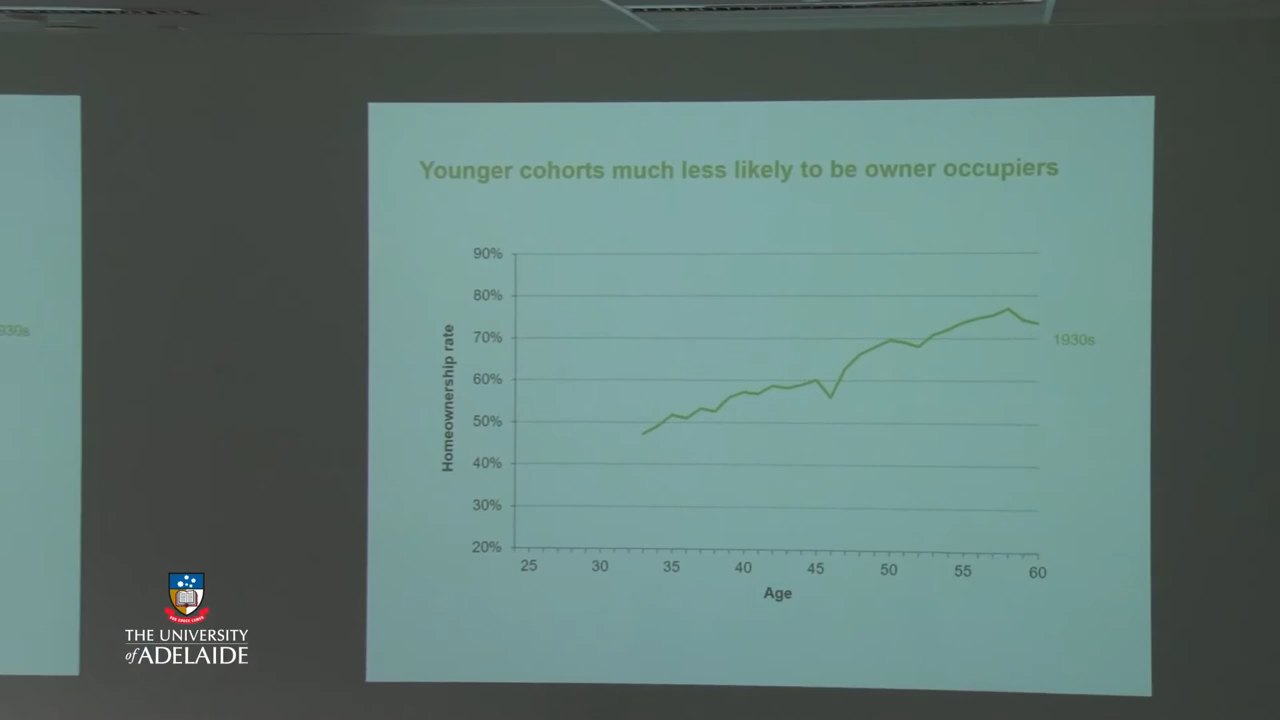 Younger cohorts much less likely to be owner occupiers
90%
80%
70%
60%
50%
40%
30%
20%
Homeownership rate
25 30 35 40 45 50 55 60
Age
1930s
930s
THE UNIVERSITY
of ADELAIDE